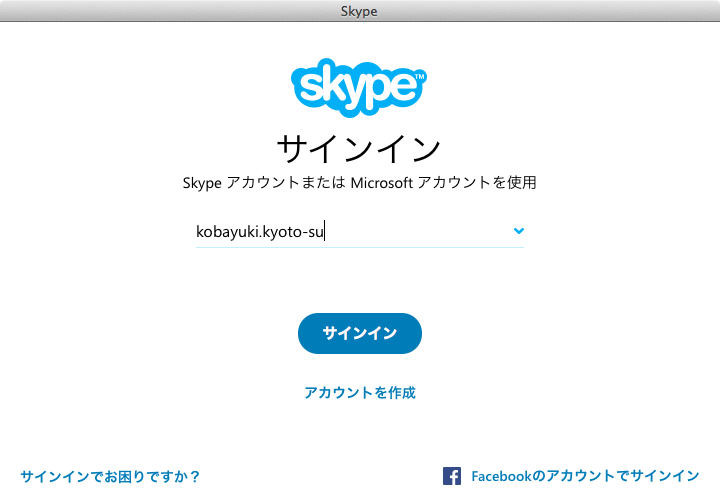 Skype
skype™
サインイン
Skype アカウントまたは Microsoft アカウントを使用
kobayuki.kyoto-su
サインイン
アカウントを作成
サインインでお困りですか？
Facebookのアカウントでサインイン